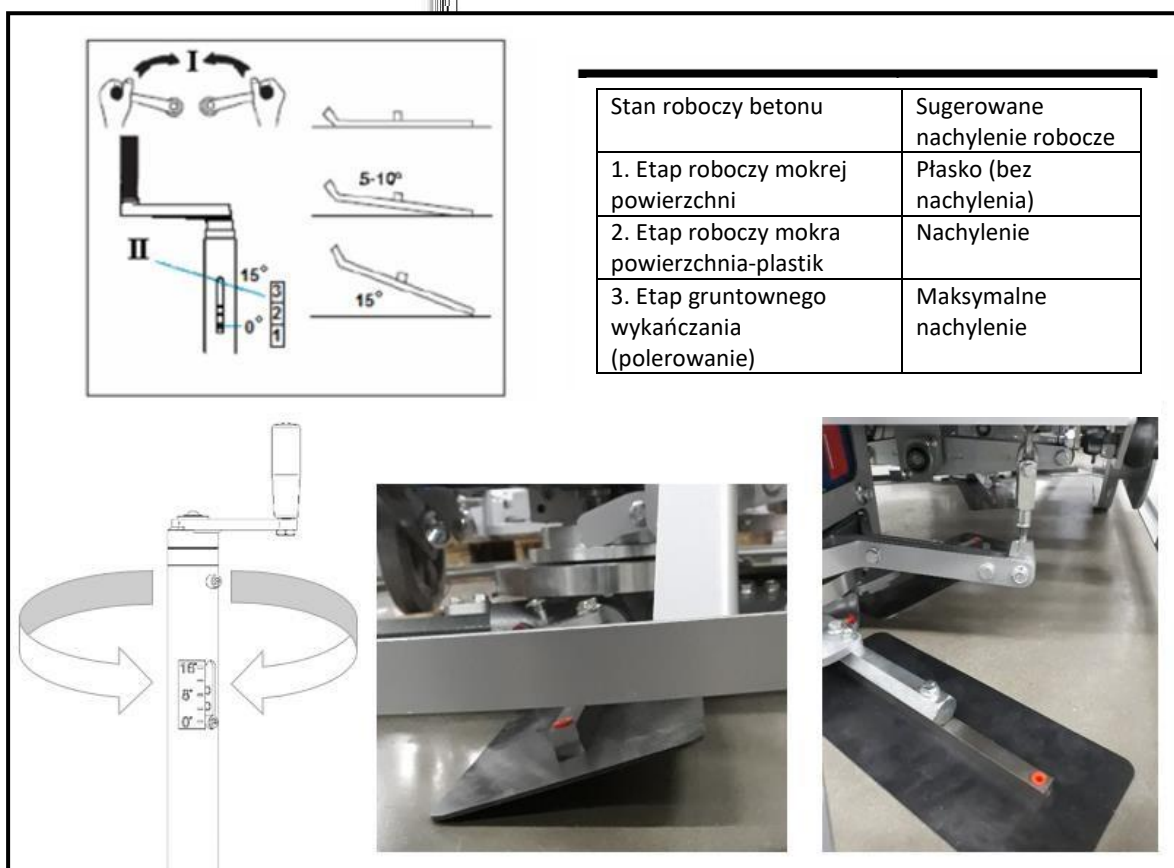 I
II
15°
3
2
0°
1
5-10°
15°
Stan roboczy betonu
Sugerowane
nachylenie robocze
1. Etap roboczy mokrej
powierzchni
Płasko (bez
nachylenia)
2. Etap roboczy mokra
powierzchnia-plastik
Nachylenie
3. Etap gruntownego
wykańczania
(polerowanie)
Maksymalne
nachylenie
16°
8°
0°